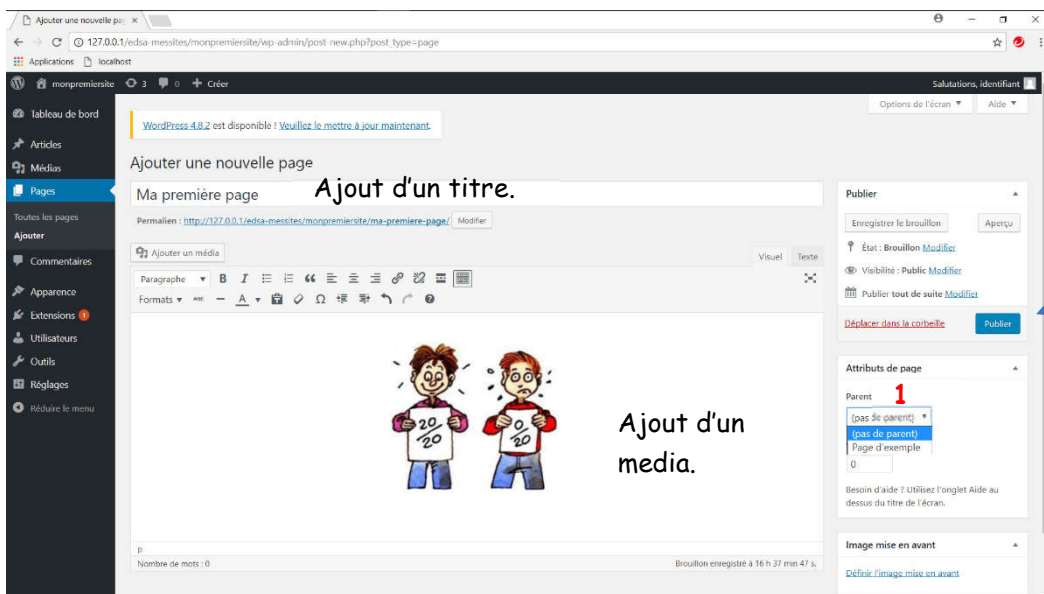 Ajouter une nouvelle pag
127.0.0.1/edsa-messites/monpremiersite/wp-admin/post-new.php?post_type=page
Applications localhost
monpremiersite 3 0 + Créer
Salutations, identifiant
Options de l'écran Aide
Tableau de bord
Articles
Médias
Pages
Toutes les pages
Ajouter
Commentaires
Apparence
Extensions 1
Utilisateurs
Outils
Réglages
Réduire le menu
WordPress 4.8.2 est disponible ! Veuillez le mettre à jour maintenant.
Ajouter une nouvelle page
Ma première page
Ajout d'un titre.
Permalien : http://127.0.0.1/edsa-messites/monpremiersite/ma-premiere-page/ Modifier
Ajouter un média
Visuel Texte
Paragraphe B I
Formats ABC A Ω
20/20
0/20
Ajout d'un
media.
p
Nombre de mots : 0
Brouillon enregistré à 16 h 37 min 47 s.
Publier
Enregistrer le brouillon Aperçu
État : Brouillon Modifier
Visibilité : Public Modifier
Publier tout de suite Modifier
Déplacer dans la corbeille Publier
Attributs de page
Parent
1
(pas de parent)
(pas de parent)
Page d'exemple
0
Besoin d'aide ? Utilisez l'onglet Aide au
dessus du titre de l'écran.
Image mise en avant
Définir l'image mise en avant